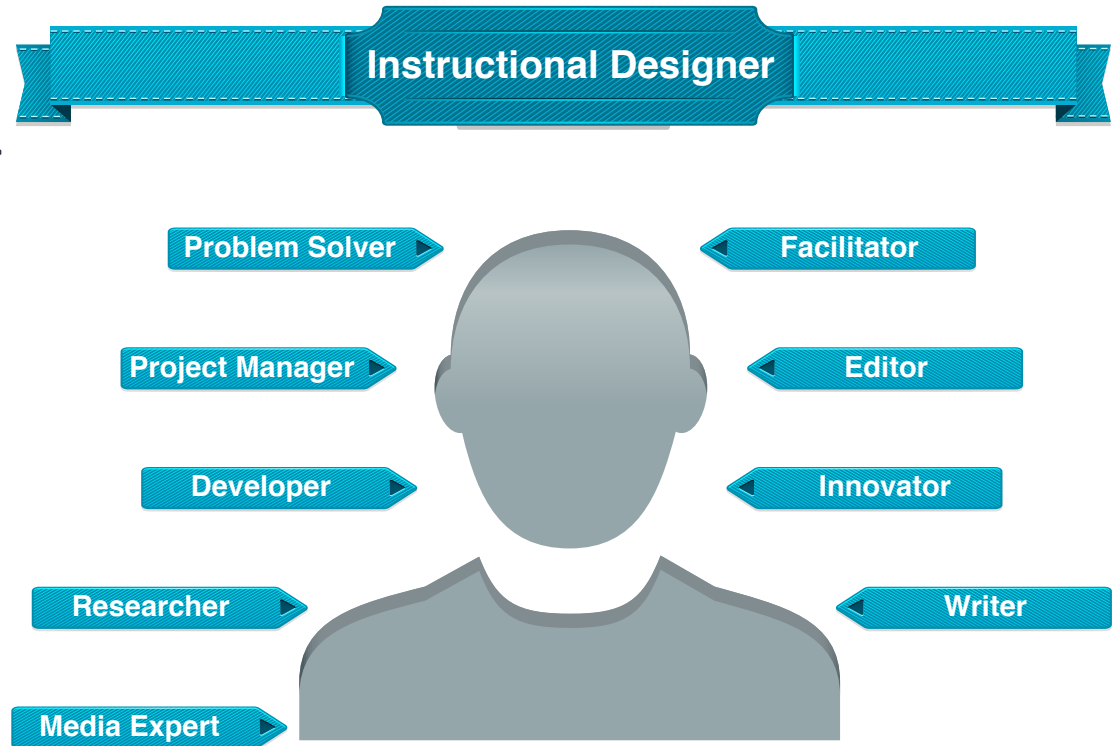 Instructional Designer
Problem Solver
Facilitator
Project Manager
Editor
Developer
Innovator
Researcher
Writer
Media Expert